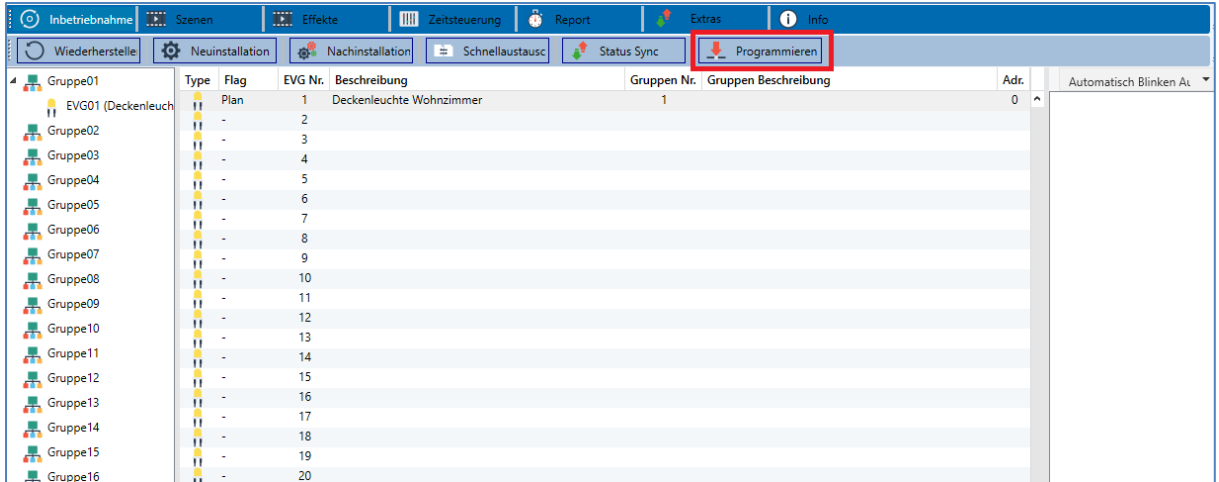 Inbetriebnahme Szenen Effekte Zeitsteuerung Report Extras Info
Wiederherstelle Neuinstallation Nachinstallation Schnellaustausc Status Sync Programmieren
Type Flag EVG Nr. Beschreibung Gruppen Nr. Gruppen Beschreibung Adr. Automatisch Blinken Au
Gruppe01
EVG01 (Deckenleuch
Gruppe02
Gruppe03
Gruppe04
Gruppe05
Gruppe06
Gruppe07
Gruppe08
Gruppe09
Gruppe10
Gruppe11
Gruppe12
Gruppe13
Gruppe14
Gruppe15
Gruppe16
Plan 1 Deckenleuchte Wohnzimmer 1 0
- 2
- 3
- 4
- 5
- 6
- 7
- 8
- 9
- 10
- 11
- 12
- 13
- 14
- 15
- 16
- 17
- 18
- 19
- 20